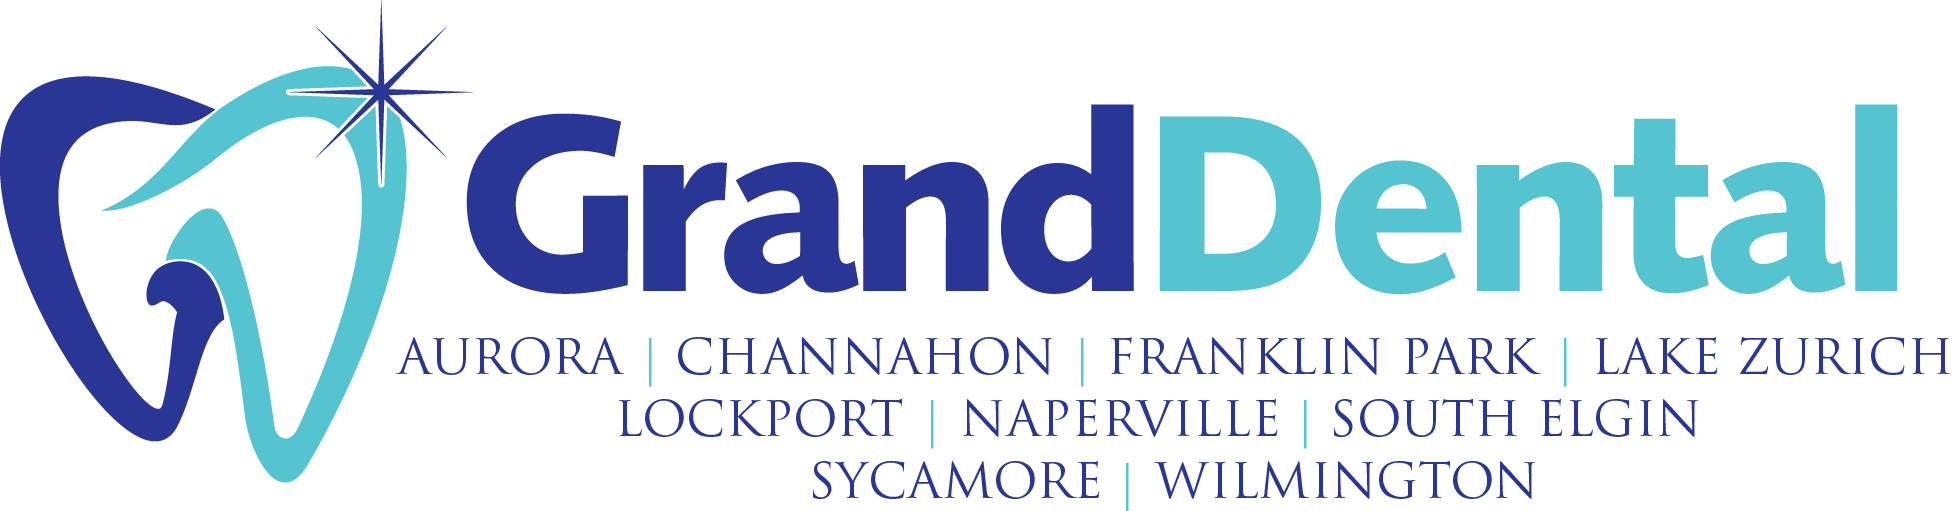 GrandDental
AURORA | CHANNAHON | FRANKLIN PARK | LAKE ZURICH
LOCKPORT | NAPERVILLE | SOUTH ELGIN
SYCAMORE | WILMINGTON